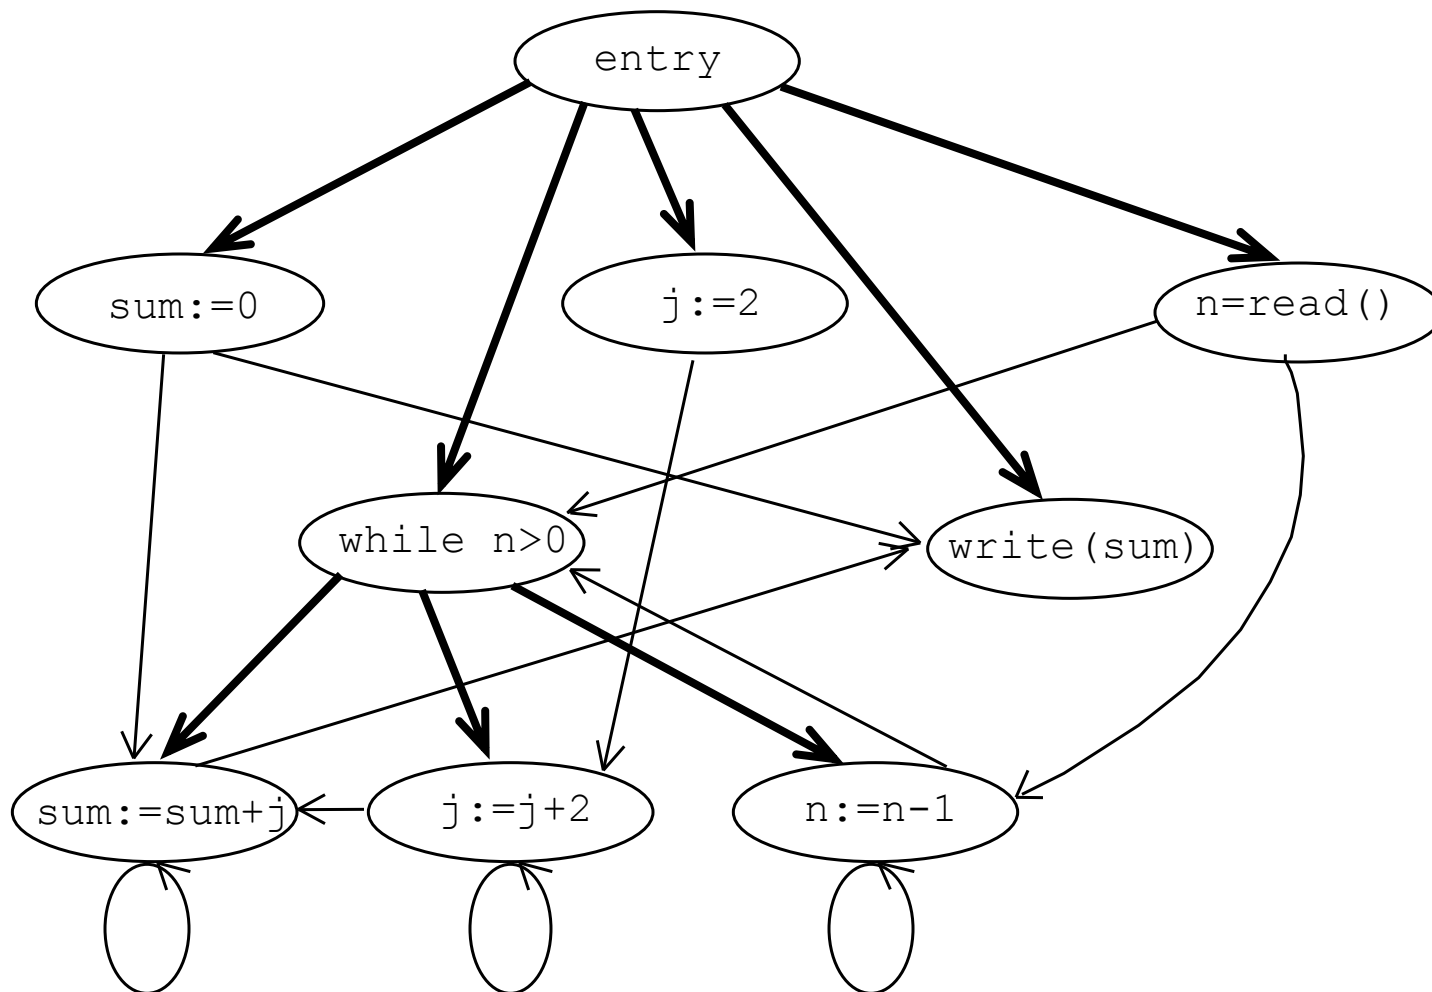 entry
sum:=0
j:=2
n=read()
while n>0
write(sum)
sum:=sum+j
j:=j+2
n:=n-1